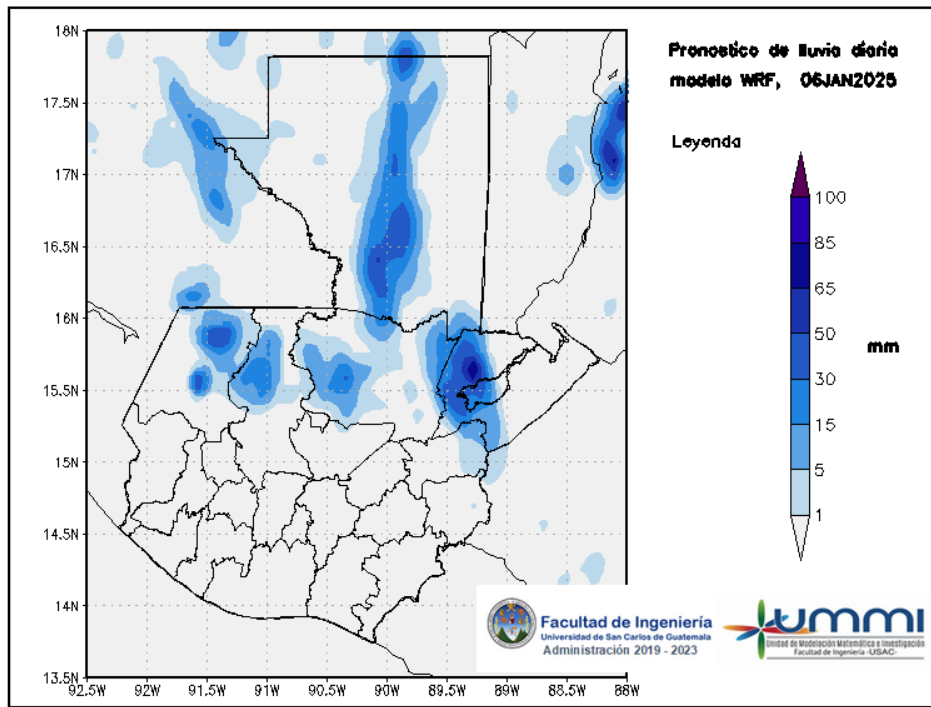 Pronostico de lluvia diaria
modelo WRF, 06JAN2025
Leyenda
100
85
65
50
30
15
5
1
mm
18N
17.5N
17N
16.5N
16N
15.5N
15N
14.5N
14N
13.5N
92.5W
92W
91.5W
91W
90.5W
90W
89.5W
89W
88.5W
88W
Facultad de Ingeniería
Universidad de San Carlos de Guatemala
Administración 2019 - 2023
UMMI
Unidad de Modelación Matemática e Investigación
Facultad de Ingeniería -USAC-